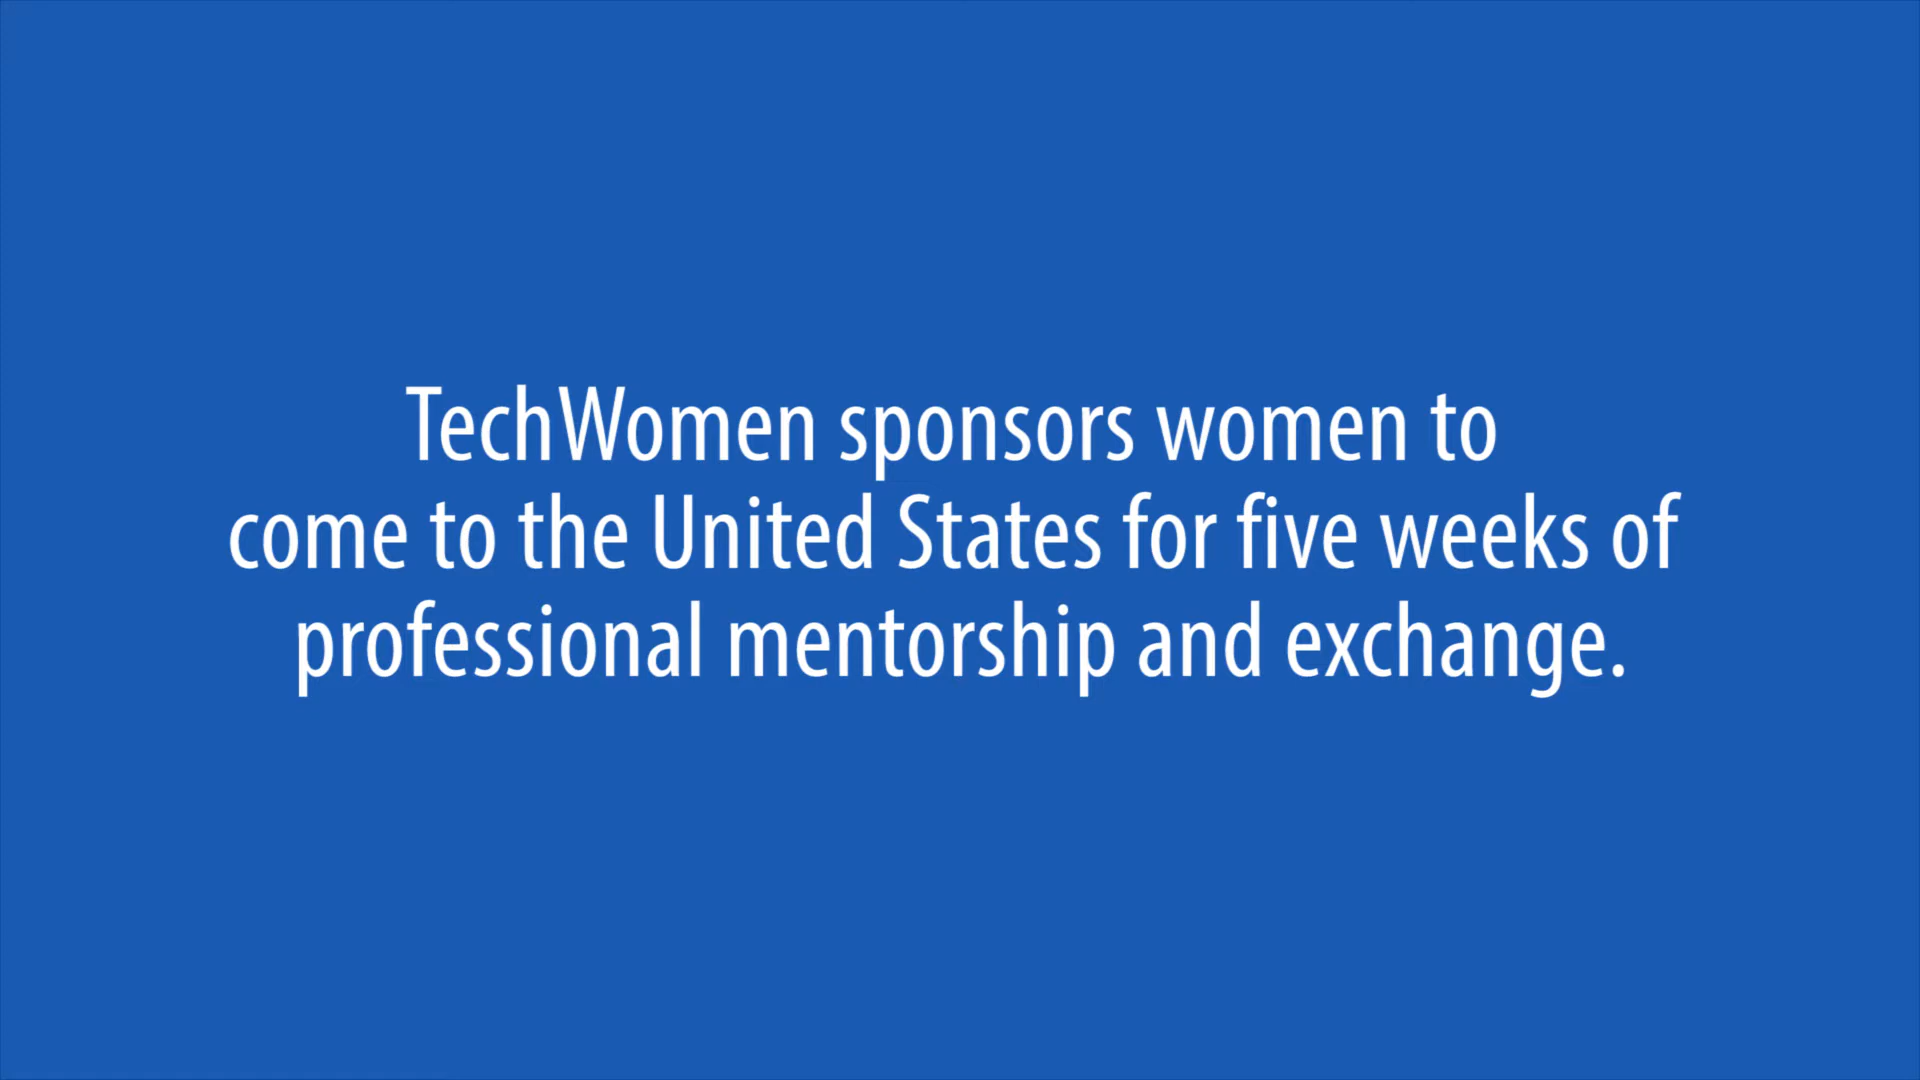 TechWomen sponsors women to
come to the United States for five weeks of
professional mentorship and exchange.